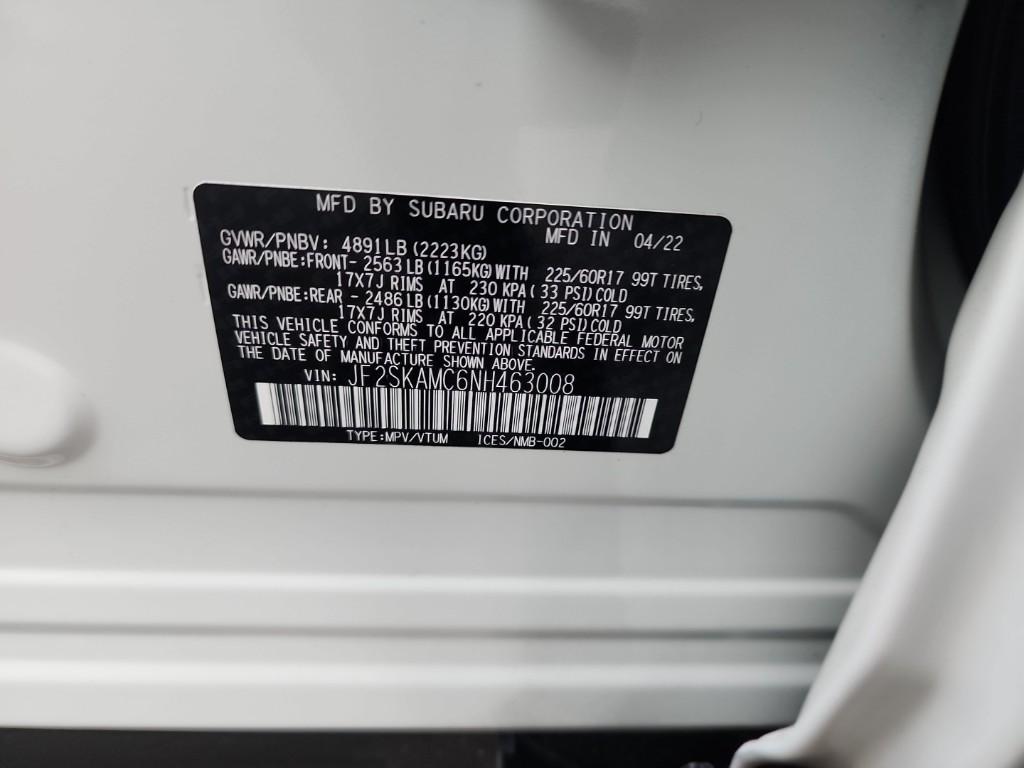 MFD BY SUBARU CORPORATION
MFD IN 04/22
GVWR/PNBV: 4891LB (2223KG)
GAWR/PNBE:FRONT- 2563LB (1165KG) WITH 225/60R17 99T TIRES,
17X7J RIMS AT 230 KPA ( 33 PSI) COLD
GAWR/PNBE:REAR - 2486LB (1130KG) WITH 225/60R17 99T TIRES,
17X7J RIMS AT 220 KPA ( 32 PSI) COLD
THIS VEHICLE CONFORMS TO ALL APPLICABLE FEDERAL MOTOR
VEHICLE SAFETY AND THEFT PREVENTION STANDARDS IN EFFECT ON
THE DATE OF MANUFACTURE SHOWN ABOVE.
VIN: JF2SKAMC6NH463008
TYPE:MPV/VTUM ICES/NMB-002